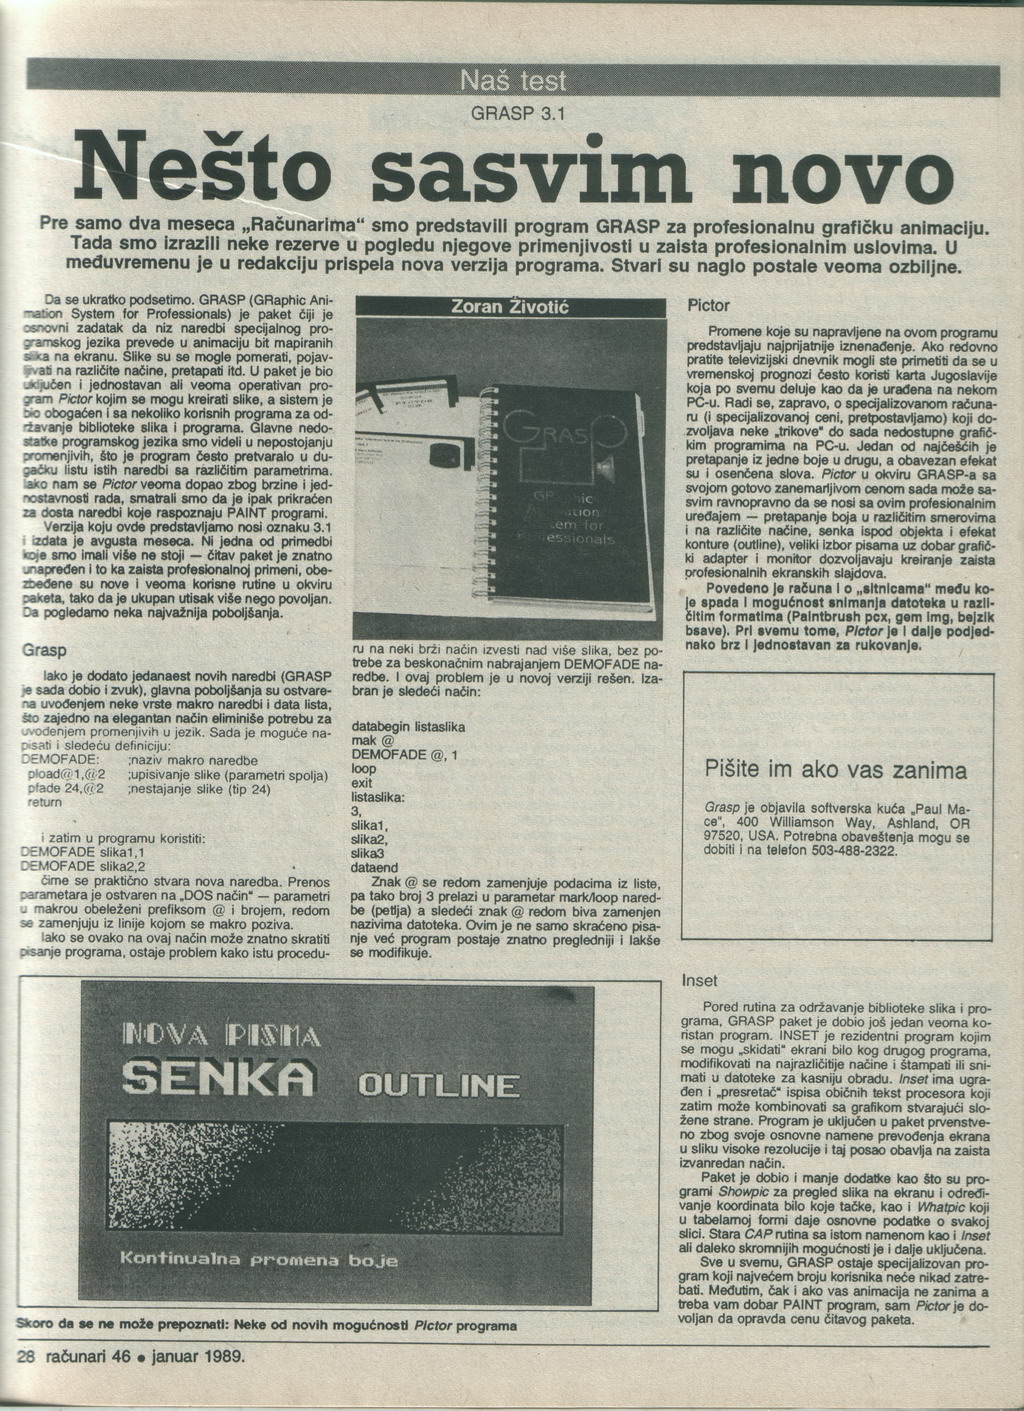 Naš test
GRASP 3.1
Nešto sasvim novo
Pre samo dva meseca „Računarima“ smo predstavili program GRASP za profesionalnu grafičku animaciju.
Tada smo izrazili neke rezerve u pogledu njegove primenjivosti u zaista profesionalnim uslovima. U
međuvremenu je u redakciju prispela nova verzija programa. Stvari su naglo postale veoma ozbiljne.
Da se ukratko podsetimo. GRASP (GRaphic Ani-
mation System for Professionals) je paket čiji je
osnovni zadatak da niz naredbi specijalnog pro-
gramskog jezika prevede u animaciju bit mapiranih
slika na ekranu. Slike su se mogle pomerati, pojav-
ljivati na različite načine, pretapati itd. U paket je bio
uključen i jednostavan ali veoma operativan pro-
gram Pictor kojim se mogu kreirati slike, a sistem je
bio obogaćen i sa nekoliko korisnih programa za od-
ržavanje biblioteke slika i programa. Glavne nedo-
statke programskog jezika smo videli u nepostojanju
promenjivih, što je program često pretvaralo u du-
gačku listu istih naredbi sa različitim parametrima.
Iako nam se Pictor veoma dopao zbog brzine i jed-
nostavnosti rada, smatrali smo da je ipak prikraćen
za dosta naredbi koje raspoznaju PAINT programi.
Verzija koju ovde predstavljamo nosi oznaku 3.1
i izdata je avgusta meseca. Ni jedna od primedbi
koje smo imali više ne stoji — čitav paket je znatno
unapređen i to ka zaista profesionalnoj primeni, obe-
zbeđene su nove i veoma korisne rutine u okviru
paketa, tako da je ukupan utisak više nego povoljan.
Da pogledamo neka najvažnija poboljšanja.
Grasp
Iako je dodato jedanaest novih naredbi (GRASP
je sada dobio i zvuk), glavna poboljšanja su ostvare-
na uvođenjem neke vrste makro naredbi i data lista,
što zajedno na elegantan način eliminiše potrebu za
uvođenjem promenjivih u jezik. Sada je moguće na-
pisati i sledeću definiciju:
DEMOFADE: ;naziv makro naredbe
pload@1,@2 ;upisivanje slike (parametri spolja)
pfade 24,@2 ;nestajanje slike (tip 24)
return
i zatim u programu koristiti:
DEMOFADE slika1,1
DEMOFADE slika2,2
čime se praktično stvara nova naredba. Prenos
parametara je ostvaren na „DOS način“ — parametri
u makrou obeleženi prefiksom @ i brojem, redom
se zamenjuju iz linije kojom se makro poziva.
Iako se ovako na ovaj način može znatno skratiti
pisanje programa, ostaje problem kako istu procedu-
Zoran Životić
GRASP
GRaphic
Animation
System for
Professionals
ru na neki brži način izvesti nad više slika, bez po-
trebe za beskonačnim nabrajanjem DEMOFADE na-
redbe. I ovaj problem je u novoj verziji rešen. Iza-
bran je sledeći način:
databegin listaslika
mak @
DEMOFADE @, 1
loop
exit
listaslika:
3,
slika1,
slika2,
slika3
dataend
Znak @ se redom zamenjuje podacima iz liste,
pa tako broj 3 prelazi u parametar mark/loop nared-
be (petlja) a sledeći znak @ redom biva zamenjen
nazivima datoteka. Ovim je ne samo skraćeno pisa-
nje već program postaje znatno pregledniji i lakše
se modifikuje.
Pictor
Promene koje su napravljene na ovom programu
predstavljaju najprijatnije iznenađenje. Ako redovno
pratite televizijski dnevnik mogli ste primetiti da se u
vremenskoj prognozi često koristi karta Jugoslavije
koja po svemu deluje kao da je urađena na nekom
PC-u. Radi se, zapravo, o specijalizovanom računa-
ru (i specijalizovanoj ceni, pretpostavljamo) koji do-
zvoljava neke „trikove“ do sada nedostupne grafič-
kim programima na PC-u. Jedan od najčešćih je
pretapanje iz jedne boje u drugu, a obavezan efekat
su i osenčena slova. Pictor u okviru GRASP-a sa
svojom gotovo zanemarljivom cenom sada može sa-
svim ravnopravno da se nosi sa ovim profesionalnim
uređajem — pretapanje boja u različitim smerovima
i na različite načine, senka ispod objekta i efekat
konture (outline), veliki izbor pisama uz dobar grafič-
ki adapter i monitor dozvoljavaju kreiranje zaista
profesionalnih ekranskih slajdova.
Povedeno je računa i o „sitnicama“ među ko-
je spada i mogućnost snimanja datoteka u razli-
čitim formatima (Paintbrush pcx, gem img, bejzik
bsave). Pri svemu tome, Pictor je i dalje podjed-
nako brz i jednostavan za rukovanje.
Pišite im ako vas zanima
Grasp je objavila softverska kuća „Paul Ma-
ce“, 400 Williamson Way, Ashland, OR
97520, USA. Potrebna obaveštenja mogu se
dobiti i na telefon 503-488-2322.
Inset
Pored rutina za održavanje biblioteke slika i pro-
grama, GRASP paket je dobio još jedan veoma ko-
ristan program. INSET je rezidentni program kojim
se mogu „skidati“ ekrani bilo kog drugog programa,
modifikovati na najrazličitije načine i štampati ili sni-
mati u datoteke za kasniju obradu. Inset ima ugra-
đen i „presretač“ ispisa običnih tekst procesora koji
zatim može kombinovati sa grafikom stvarajući slo-
žene strane. Program je uključen u paket prvenstve-
no zbog svoje osnovne namene prevođenja ekrana
u sliku visoke rezolucije i taj posao obavlja na zaista
izvanredan način.
Paket je dobio i manje dodatke kao što su pro-
grami Showpic za pregled slika na ekranu i određi-
vanje koordinata bilo koje tačke, kao i Whatpic koji
u tabelarnoj formi daje osnovne podatke o svakoj
slici. Stara CAP rutina sa istom namenom kao i Inset
ali daleko skromnijih mogućnosti je i dalje uključena.
Sve u svemu, GRASP ostaje specijalizovan pro-
gram koji najvećem broju korisnika neće nikad zatre-
bati. Međutim, čak i ako vas animacija ne zanima a
treba vam dobar PAINT program, sam Pictor je do-
voljan da opravda cenu čitavog paketa.
NOVA PISMA
SENKA
OUTLINE
Kontinualna promena boje
Skoro da se ne može prepoznati: Neke od novih mogućnosti Pictor programa
28 računari 46 • januar 1989.